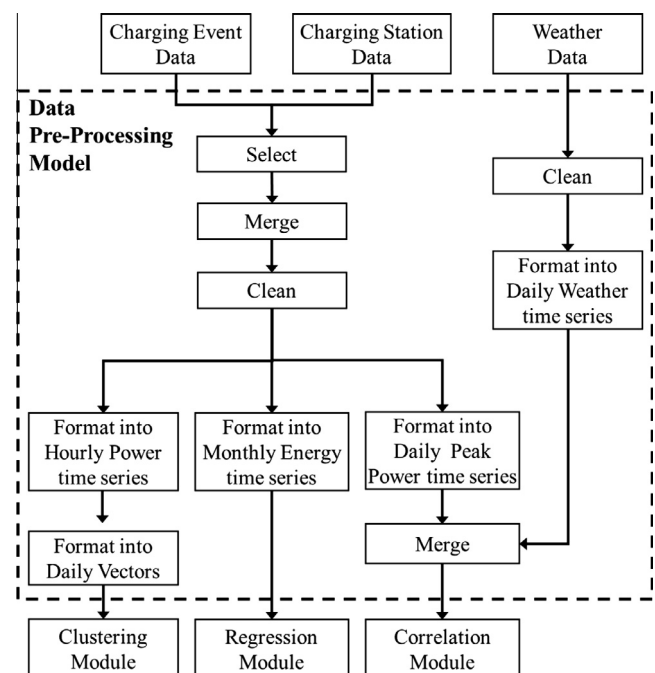 Charging Event
Data
Charging Station
Data
Weather
Data
Data
Pre-Processing
Model
Select
Clean
Merge
Format into
Daily Weather
time series
Clean
Format into
Hourly Power
time series
Format into
Monthly Energy
time series
Format into
Daily Peak
Power time series
Format into
Daily Vectors
Merge
Clustering
Module
Regression
Module
Correlation
Module